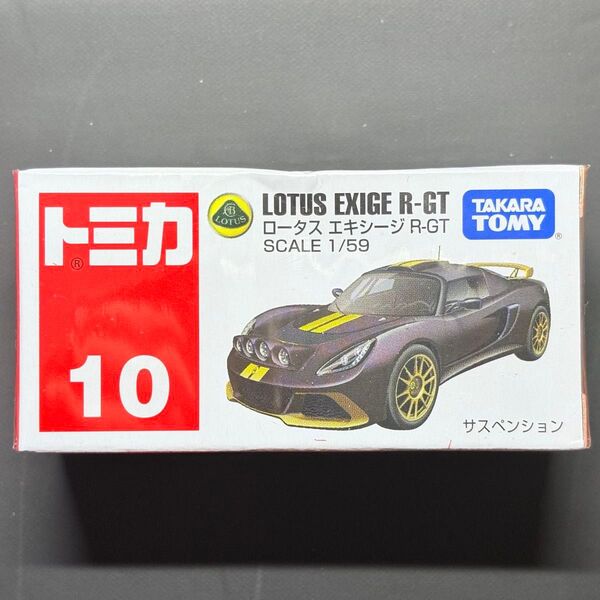 トミカ
®
10
LOTUS
LOTUS EXIGE R-GT
ロータス エキシージ R-GT
SCALE 1/59
TAKARA
TOMY
®
サスペンション